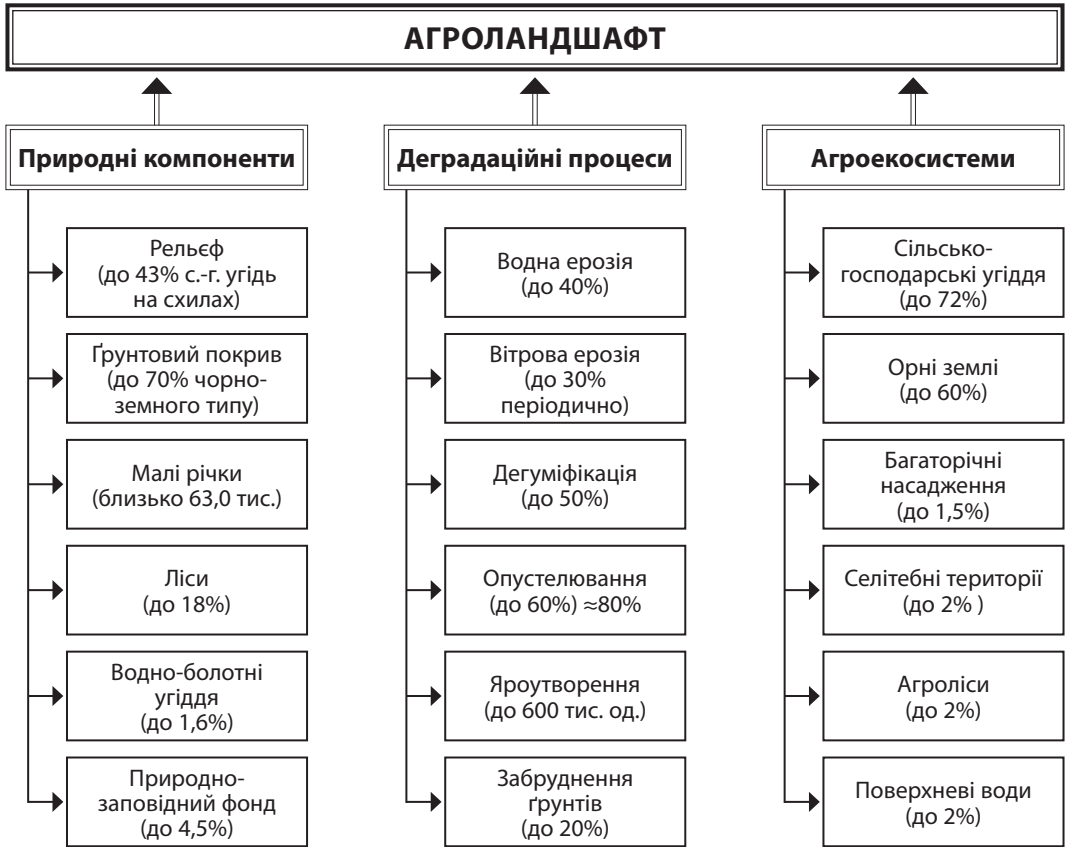 АГРОЛАНДШАФТ
Природні компоненти
Рельєф
(до 43% с.-г. угідь
на схилах)
Ґрунтовий покрив
(до 70% чорно-
земного типу)
Малі річки
(близько 63,0 тис.)
Ліси
(до 18%)
Водно-болотні
угіддя
(до 1,6%)
Природно-
заповідний фонд
(до 4,5%)
Деградаційні процеси
Водна ерозія
(до 40%)
Вітрова ерозія
(до 30%
періодично)
Дегуміфікація
(до 50%)
Опустелювання
(до 60%) ≈80%
Яроутворення
(до 600 тис. од.)
Забруднення
ґрунтів
(до 20%)
Агроекосистеми
Сільсько-
господарські угіддя
(до 72%)
Орні землі
(до 60%)
Багаторічні
насадження
(до 1,5%)
Селітебні території
(до 2% )
Агроліси
(до 2%)
Поверхневі води
(до 2%)